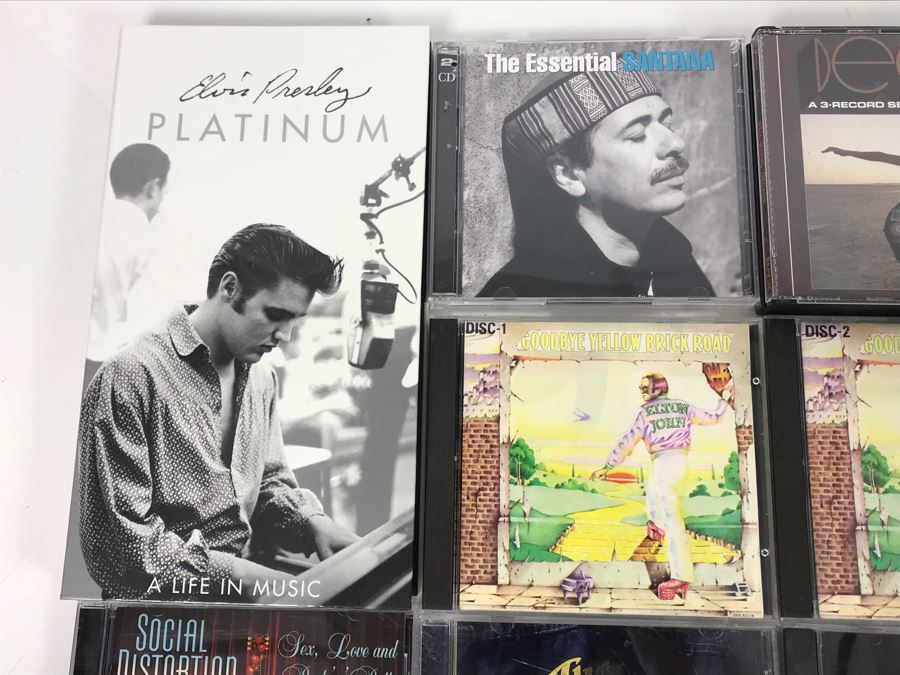 Elvis Presley
PLATINUM
A LIFE IN MUSIC
2
CD
The Essential SANTANA
A 3-RECORD
DISC-1
GOODBYE YELLOW BRICK ROAD
ELTON
JOHN
DISC-2
SOCIAL
DISTORTION
Sex, Love and